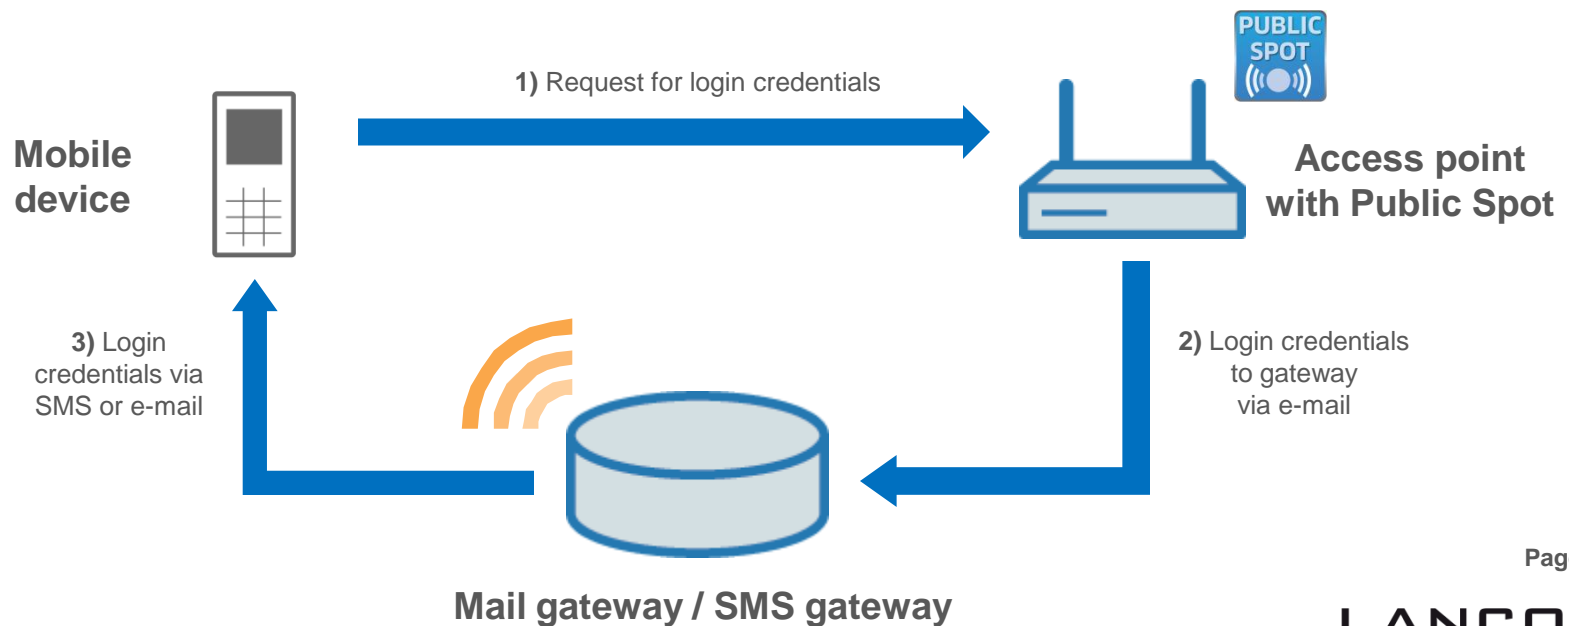 PUBLIC
SPOT
1) Request for login credentials
Mobile
device
Access point
with Public Spot
3) Login
credentials via
SMS or e-mail
2) Login credentials
to gateway
via e-mail
Mail gateway / SMS gateway